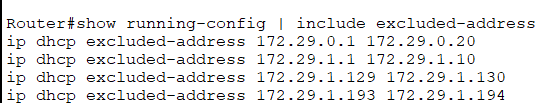 Router#show running-config | include excluded-address
ip dhcp excluded-address 172.29.0.1 172.29.0.20
ip dhcp excluded-address 172.29.1.1 172.29.1.10
ip dhcp excluded-address 172.29.1.129 172.29.1.130
ip dhcp excluded-address 172.29.1.193 172.29.1.194